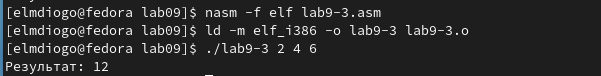 [elmdiogo@fedora lab09]$ nasm -f elf lab9-3.asm
[elmdiogo@fedora lab09]$ ld -m elf_i386 -o lab9-3 lab9-3.o
[elmdiogo@fedora lab09]$ ./lab9-3 2 4 6
Результат: 12